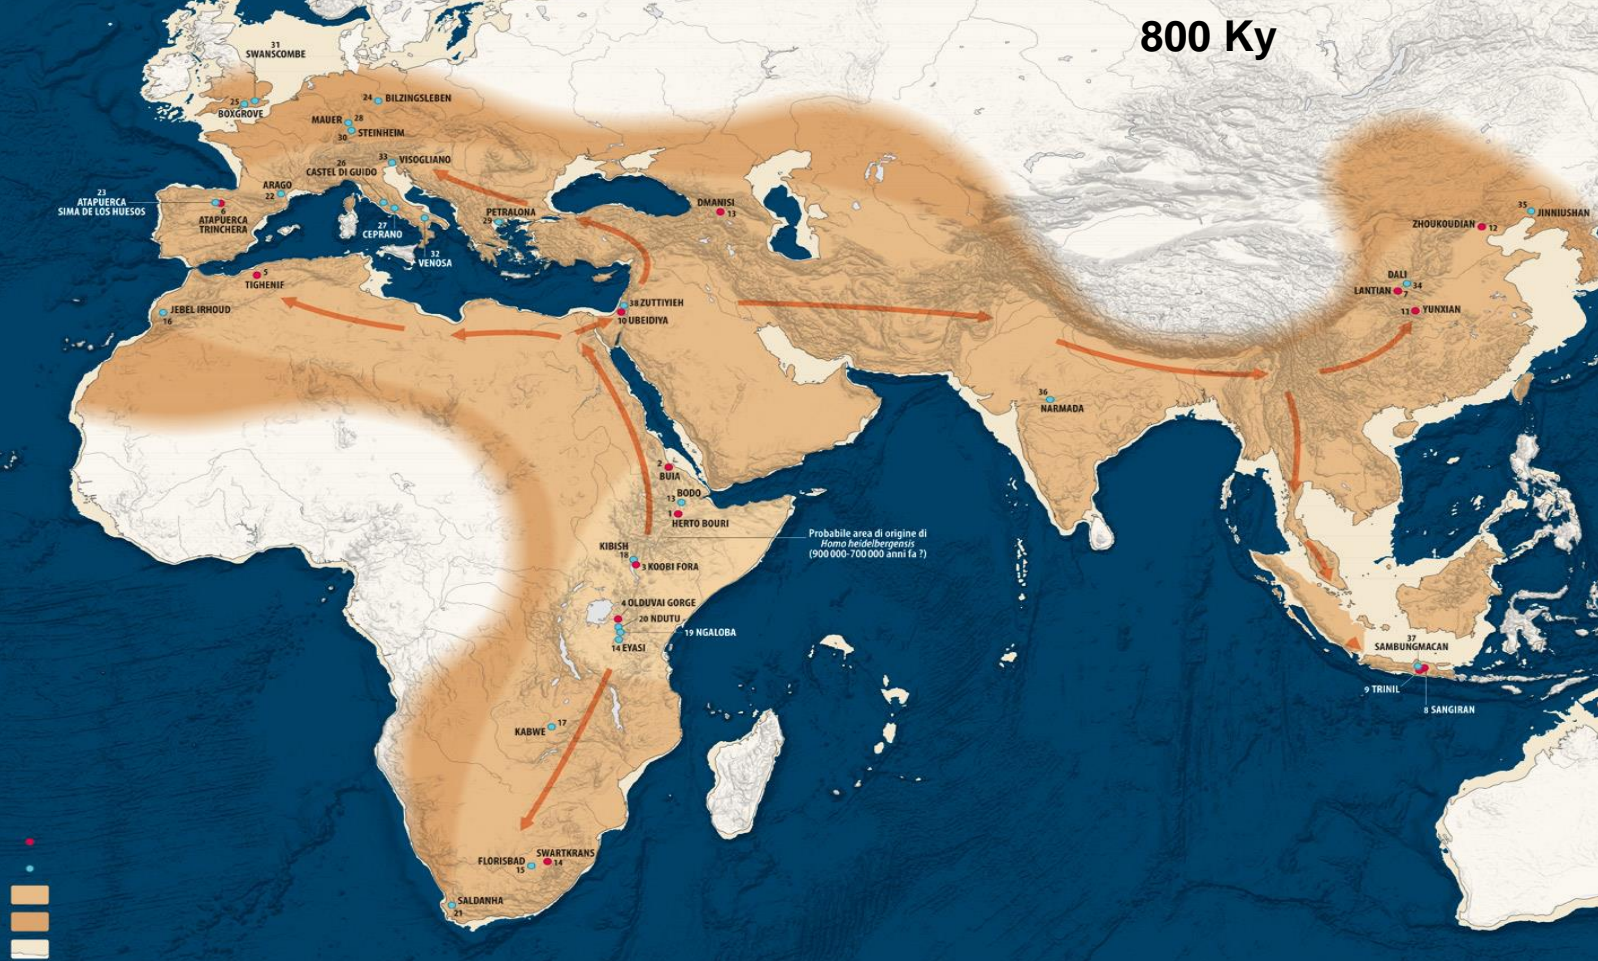 800 Ky
31
SWANSCOMBE
25
BOXGROVE
24 BILZINGSLEBEN
MAUER 28
30 STEINHEIM
33 VISOGLIANO
26
CASTEL DI GUIDO
ARAGO
22
23
ATAPUERCA
SIMA DE LOS HUESOS
6
ATAPUERCA
TRINCHERA
27
CEPRANO
32
VENOSA
PETRALONA
29
DMANISI
13
5
TIGHENIF
JEBEL IRHOUD
16
38 ZUTTIYIEH
10 UBEIDIYA
35
JINNIUSHAN
ZHOUKOUDIAN 12
DALI
34
LANTIAN 7
11 YUNXIAN
36
NARMADA
2
BUIA
BODO
13
1
HERTO BOURI
Probabile area di origine di
Homo heidelbergensis
(900 000-700 000 anni fa ?)
KIBISH
18
3 KOOBI FORA
4 OLDUVAI GORGE
20 NDUTU
19 NGALOBA
14 EYASI
37
SAMBUNGMACAN
9 TRINIL
8 SANGIRAN
KABWE 17
SWARTKRANS
14
FLORISBAD
15
SALDANHA
21